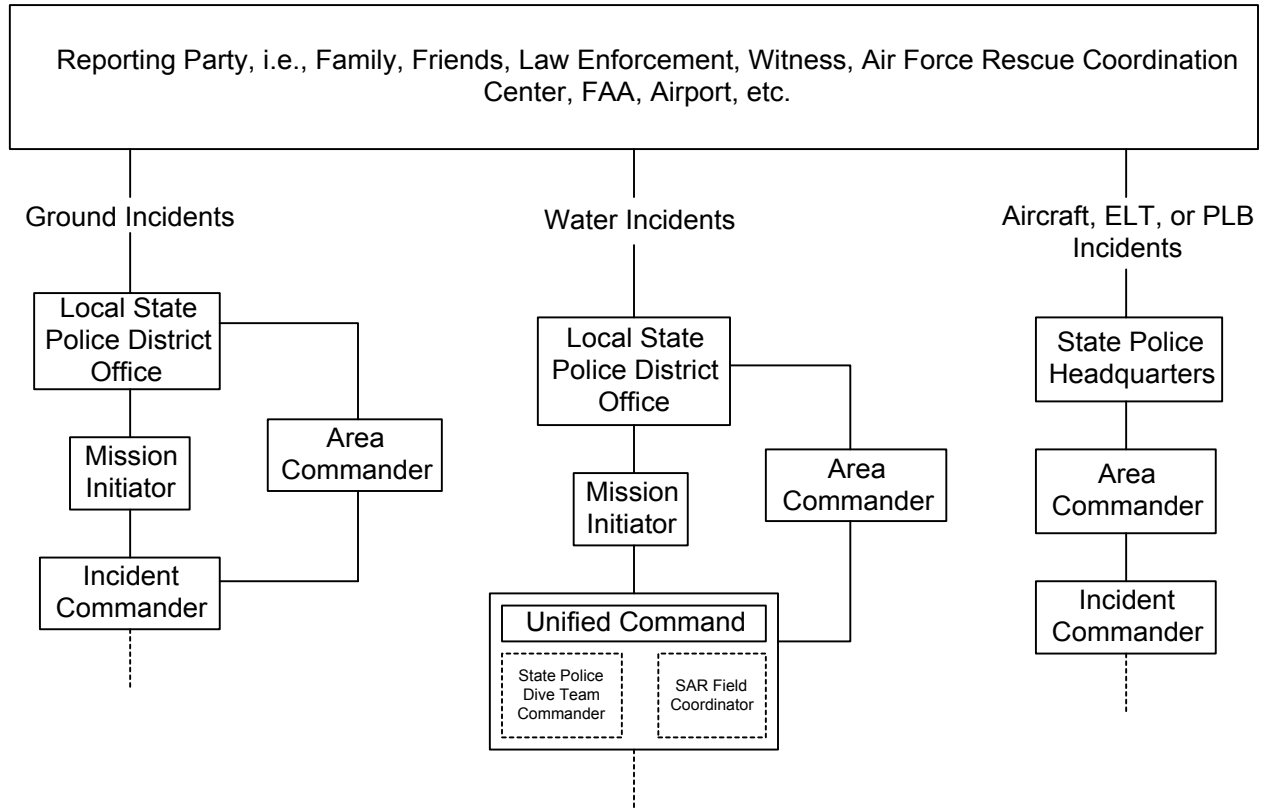 Reporting Party, i.e., Family, Friends, Law Enforcement, Witness, Air Force Rescue Coordination
Center, FAA, Airport, etc.
Ground Incidents
Local State
Police District
Office
Mission
Initiator
Area
Commander
Incident
Commander
Water Incidents
Local State
Police District
Office
Mission
Initiator
Area
Commander
Unified Command
State Police
Dive Team
Commander
SAR Field
Coordinator
Aircraft, ELT, or PLB
Incidents
State Police
Headquarters
Area
Commander
Incident
Commander